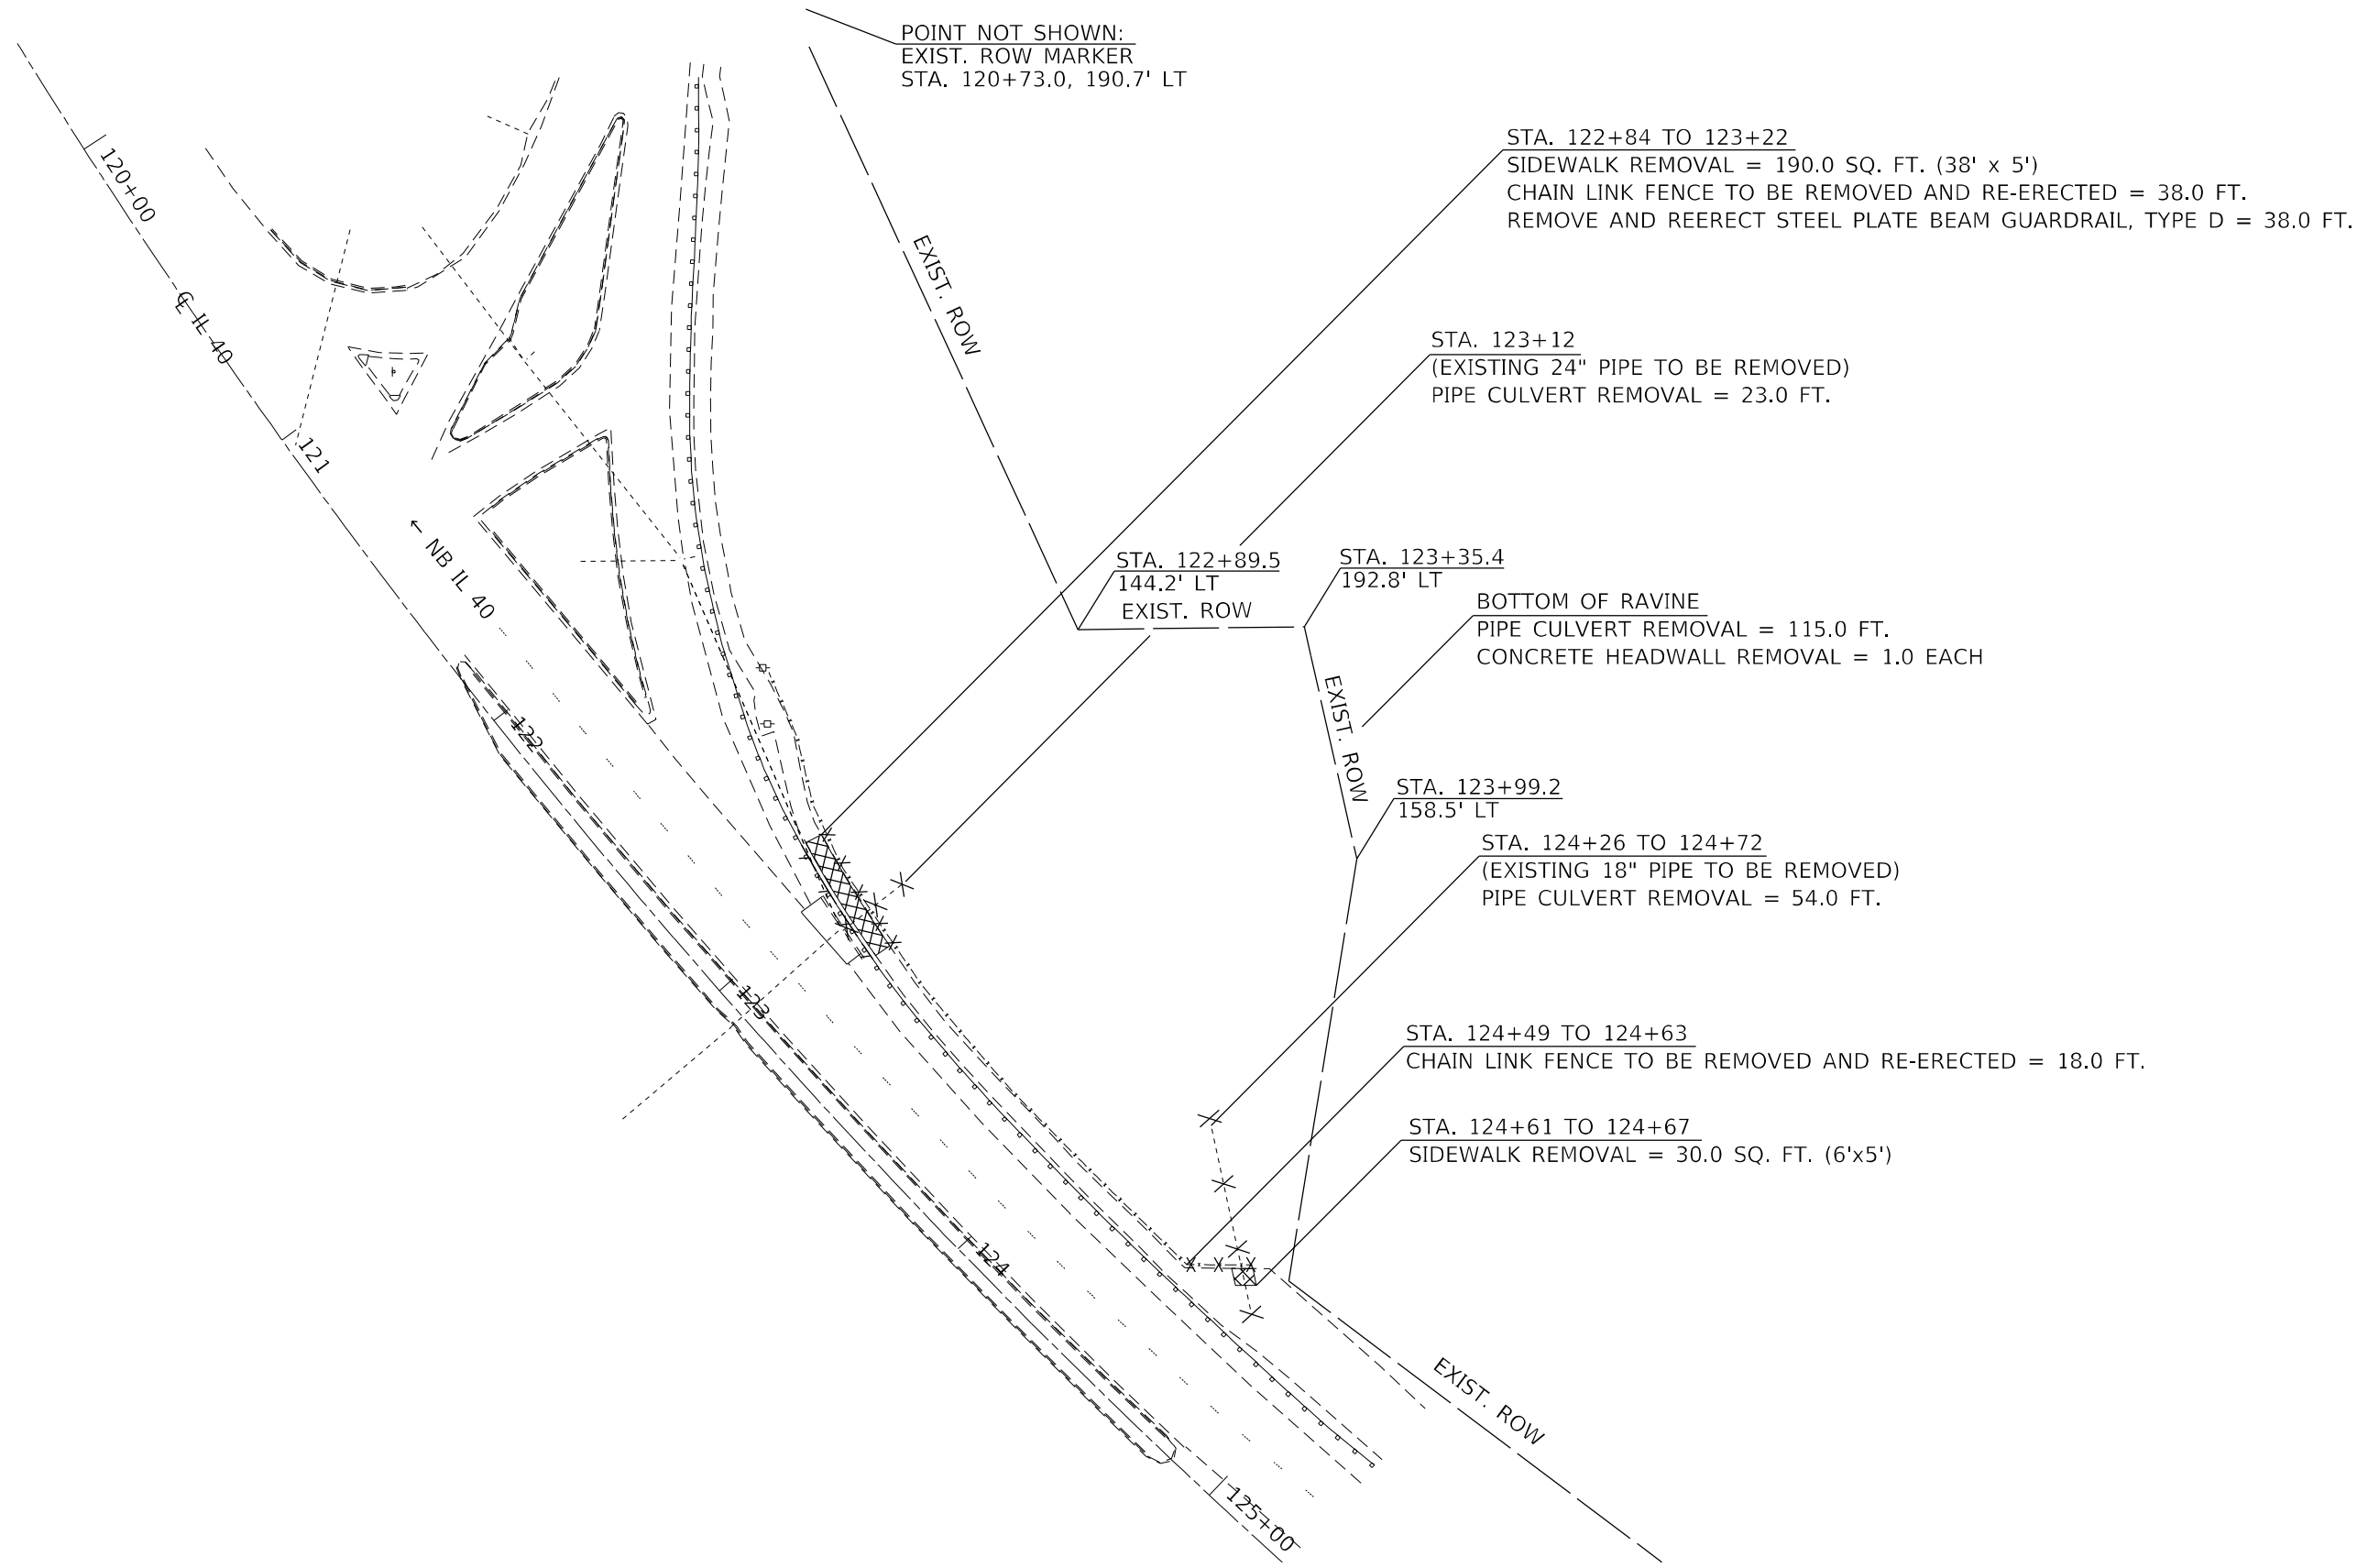 POINT NOT SHOWN:
EXIST. ROW MARKER
STA. 120+73.0, 190.7' LT
STA. 122+84 TO 123+22
SIDEWALK REMOVAL = 190.0 SQ. FT. (38' x 5')
CHAIN LINK FENCE TO BE REMOVED AND RE-ERECTED = 38.0 FT.
REMOVE AND REERECT STEEL PLATE BEAM GUARDRAIL, TYPE D = 38.0 FT.
120+00
℄ IL 40
EXIST. ROW
STA. 123+12
(EXISTING 24" PIPE TO BE REMOVED)
PIPE CULVERT REMOVAL = 23.0 FT.
121
← NB IL 40
STA. 122+89.5
144.2' LT
EXIST. ROW
STA. 123+35.4
192.8' LT
BOTTOM OF RAVINE
PIPE CULVERT REMOVAL = 115.0 FT.
CONCRETE HEADWALL REMOVAL = 1.0 EACH
EXIST. ROW
122
STA. 123+99.2
158.5' LT
STA. 124+26 TO 124+72
(EXISTING 18" PIPE TO BE REMOVED)
PIPE CULVERT REMOVAL = 54.0 FT.
123
STA. 124+49 TO 124+63
CHAIN LINK FENCE TO BE REMOVED AND RE-ERECTED = 18.0 FT.
STA. 124+61 TO 124+67
SIDEWALK REMOVAL = 30.0 SQ. FT. (6'x5')
124
EXIST. ROW
125+00